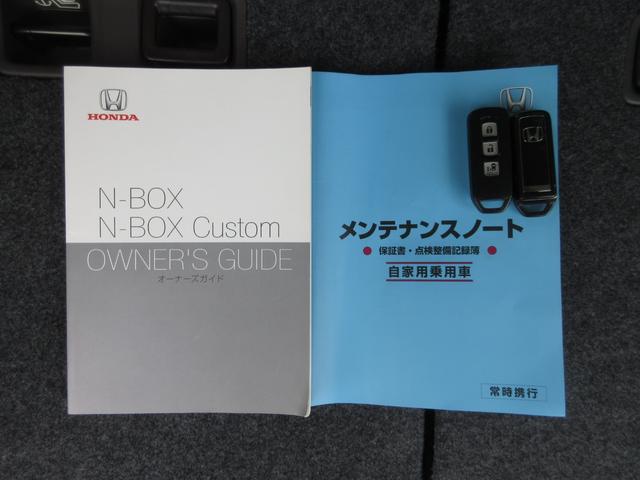 HONDA
N-BOX
N-BOX Custom
OWNER'S GUIDE
オーナーズガイド
メンテナンスノート
● 保証書・点検整備記録簿 ●
自家用乗用車
常時携行